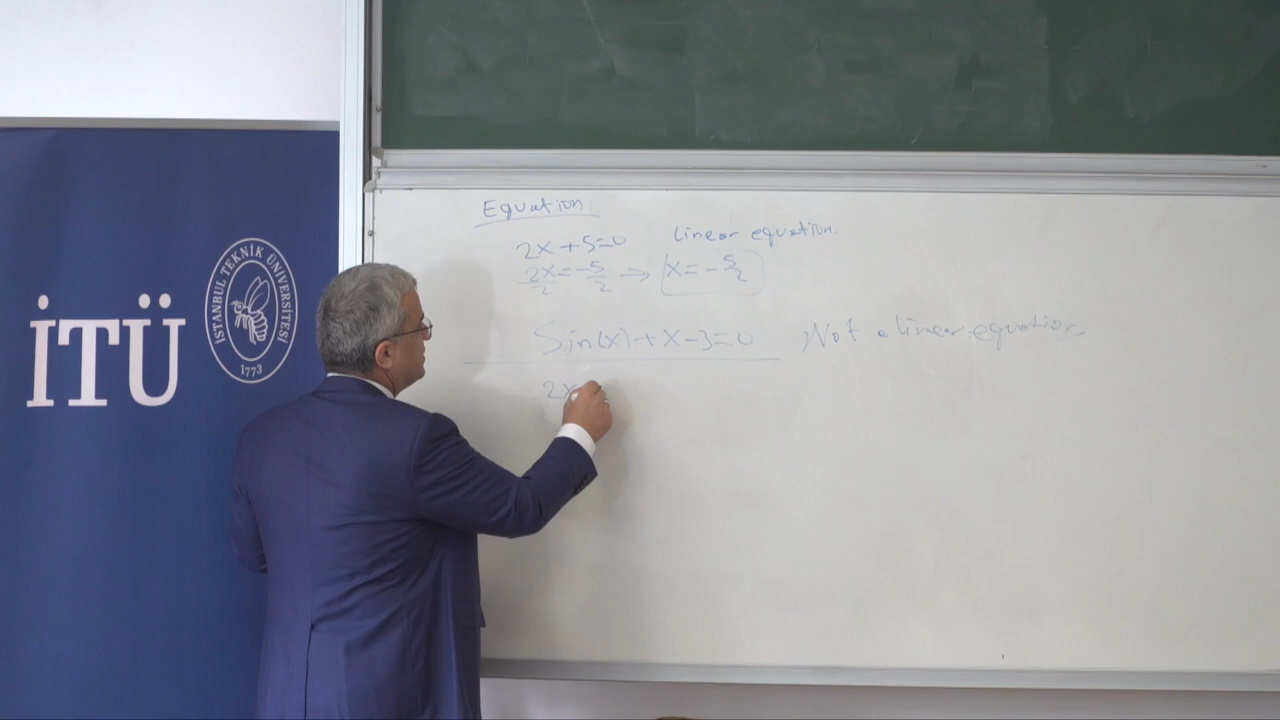 İTÜ
İSTANBUL TEKNİK ÜNİVERSİTESİ
1773
Equation
2x+5=0 linear equation.
2x/2=-5/2 ⇒ x=-5/2
Sin(x)+x-3=0 Not a linear equation.
2x